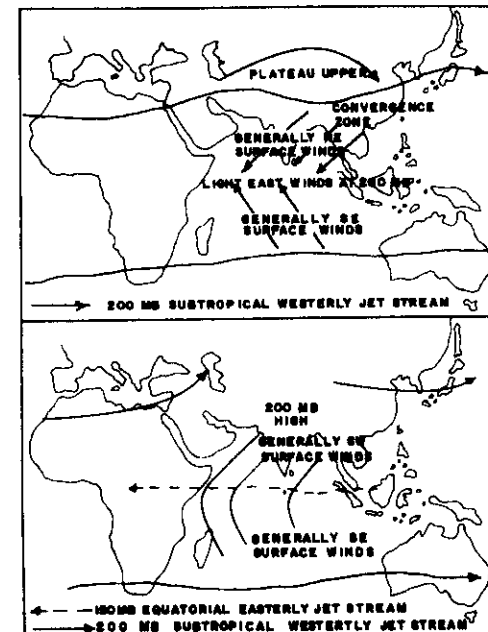 PLATEAU UPPER
CONVERGENCE
ZONE
GENERALLY NE
SURFACE WINDS
LIGHT EAST WINDS AT 200 MB
GENERALLY SE
SURFACE WINDS
200 MB SUBTROPICAL WESTERLY JET STREAM
200 MB
HIGH
GENERALLY SW
SURFACE WINDS
GENERALLY SE
SURFACE WINDS
150MB EQUATORIAL EASTERLY JET STREAM
200 MB SUBTROPICAL WESTERTLY JET STREAM